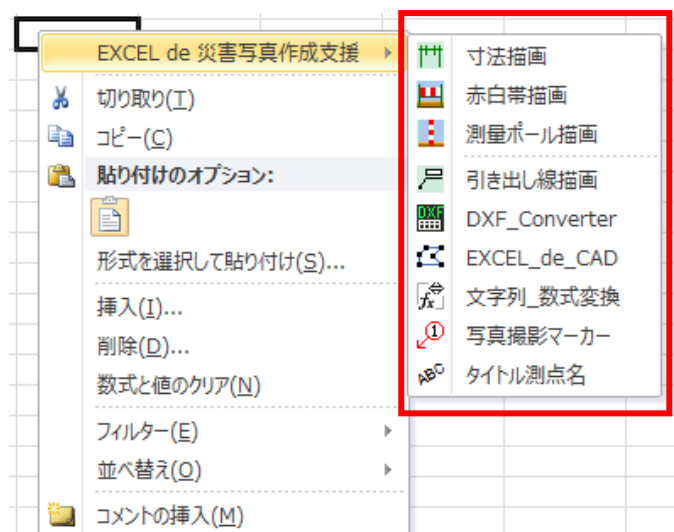 EXCEL de 災害写真作成支援
切り取り(T)
コピー(C)
貼り付けのオプション:
形式を選択して貼り付け(S)...
挿入(I)...
削除(D)...
数式と値のクリア(N)
フィルター(E)
並べ替え(O)
コメントの挿入(M)
寸法描画
赤白帯描画
測量ポール描画
引き出し線描画
DXF
DXF_Converter
EXCEL_de_CAD
fx
文字列_数式変換
1
写真撮影マーカー
ABC
タイトル測点名